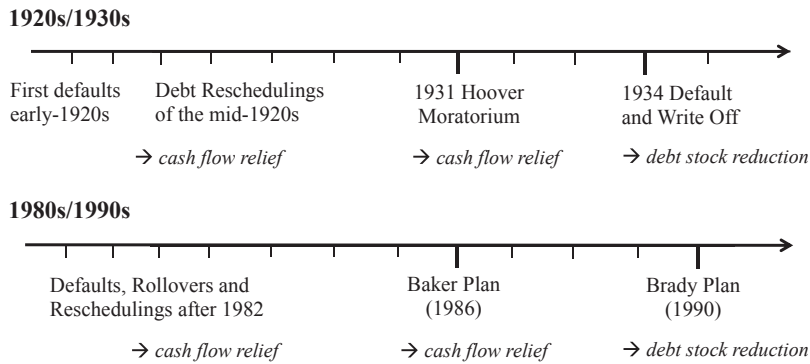 1920s/1930s
First defaults
early-1920s
Debt Reschedulings
of the mid-1920s
1931 Hoover
Moratorium
1934 Default
and Write Off
→ cash flow relief
→ cash flow relief
→ debt stock reduction
1980s/1990s
Defaults, Rollovers and
Reschedulings after 1982
Baker Plan
(1986)
Brady Plan
(1990)
→ cash flow relief
→ cash flow relief
→ debt stock reduction